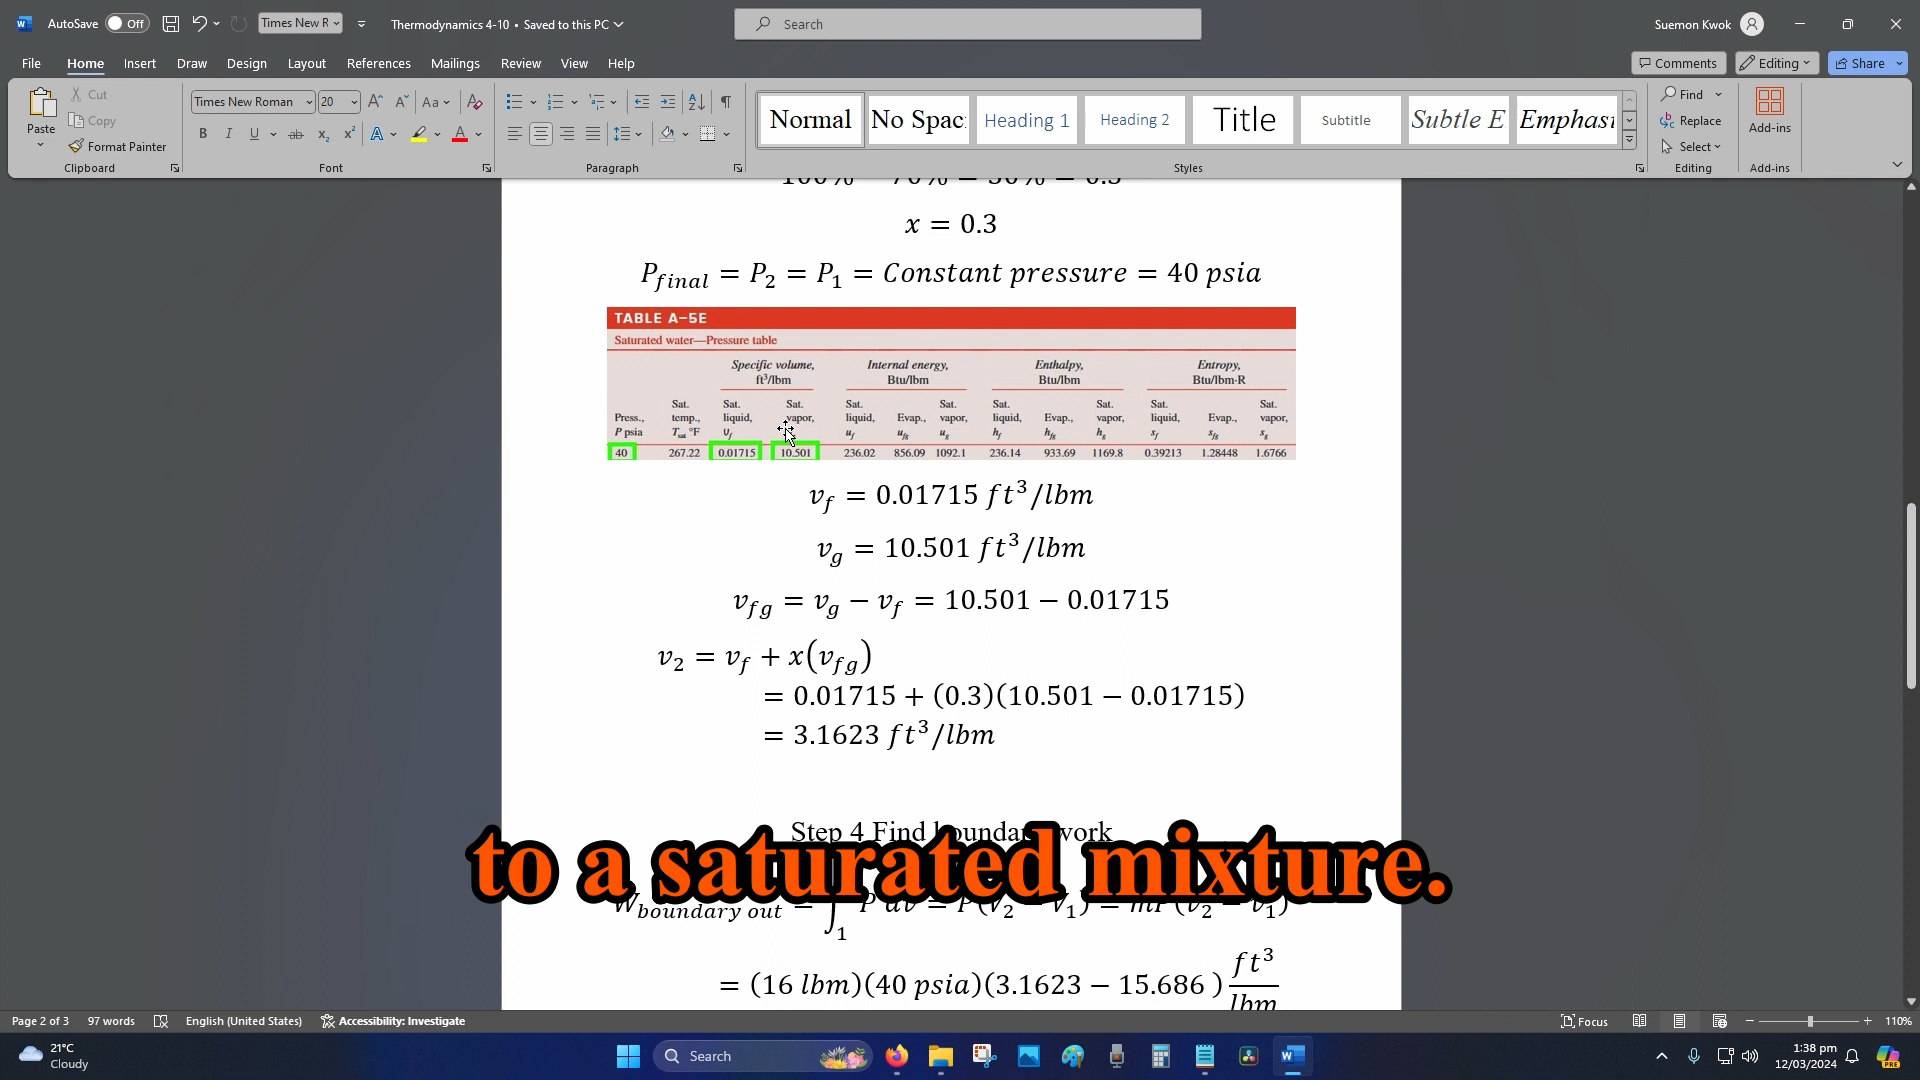 AutoSave Off Times New R Thermodynamics 4-10 • Saved to this PC Search Suemon Kwok
File Home Insert Draw Design Layout References Mailings Review View Help Comments Editing Share
Paste Cut Copy Format Painter Clipboard
Times New Roman 20 Font
Paragraph
Normal No Spac Heading 1 Heading 2 Title Subtitle Subtle E Emphasi Styles
Find Replace Select Editing
Add-ins Add-ins
x = 0.3
P_final = P_2 = P_1 = Constant pressure = 40 psia
TABLE A–5E
Saturated water—Pressure table
Specific volume, ft³/lbm Internal energy, Btu/lbm Enthalpy, Btu/lbm Entropy, Btu/lbm·R
Press., P psia Sat. temp., T_sat °F Sat. liquid, v_f Sat. vapor, Sat. liquid, u_f Evap., u_fg Sat. vapor, u_g Sat. liquid, h_f Evap., h_fg Sat. vapor, h_g Sat. liquid, s_f Evap., s_fg Sat. vapor, s_g
40 267.22 0.01715 10.501 236.02 856.09 1092.1 236.14 933.69 1169.8 0.39213 1.28448 1.6766
v_f = 0.01715 ft³/lbm
v_g = 10.501 ft³/lbm
v_fg = v_g − v_f = 10.501 − 0.01715
v_2 = v_f + x(v_fg)
= 0.01715 + (0.3)(10.501 − 0.01715)
= 3.1623 ft³/lbm
Step 4 Find boundary work
to a saturated mixture.
W_boundary out = ∫_1 P dv = P(V_2 − V_1) = mP(v_2 − v_1)
= (16 lbm)(40 psia)(3.1623 − 15.686 ) ft³/lbm
Page 2 of 3 97 words English (United States) Accessibility: Investigate Focus 110%
21°C
Cloudy
Search
1:38 pm
12/03/2024